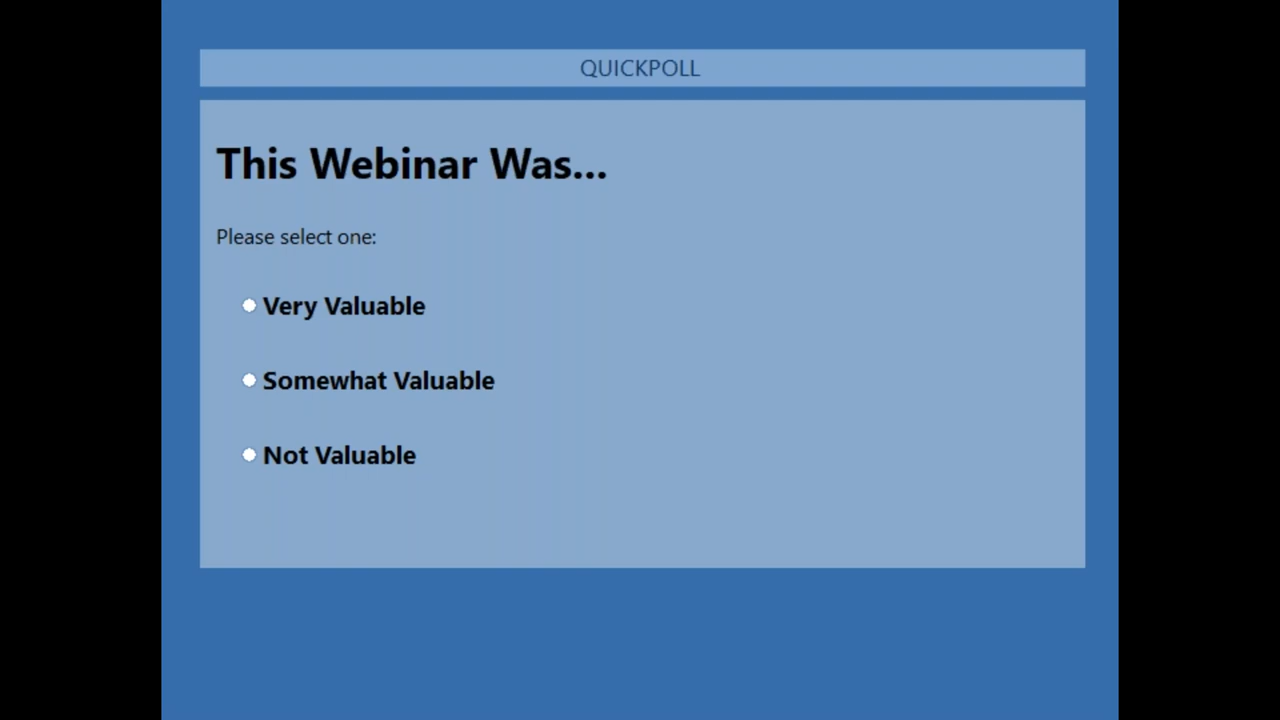 QUICKPOLL
This Webinar Was...
Please select one:
Very Valuable
Somewhat Valuable
Not Valuable